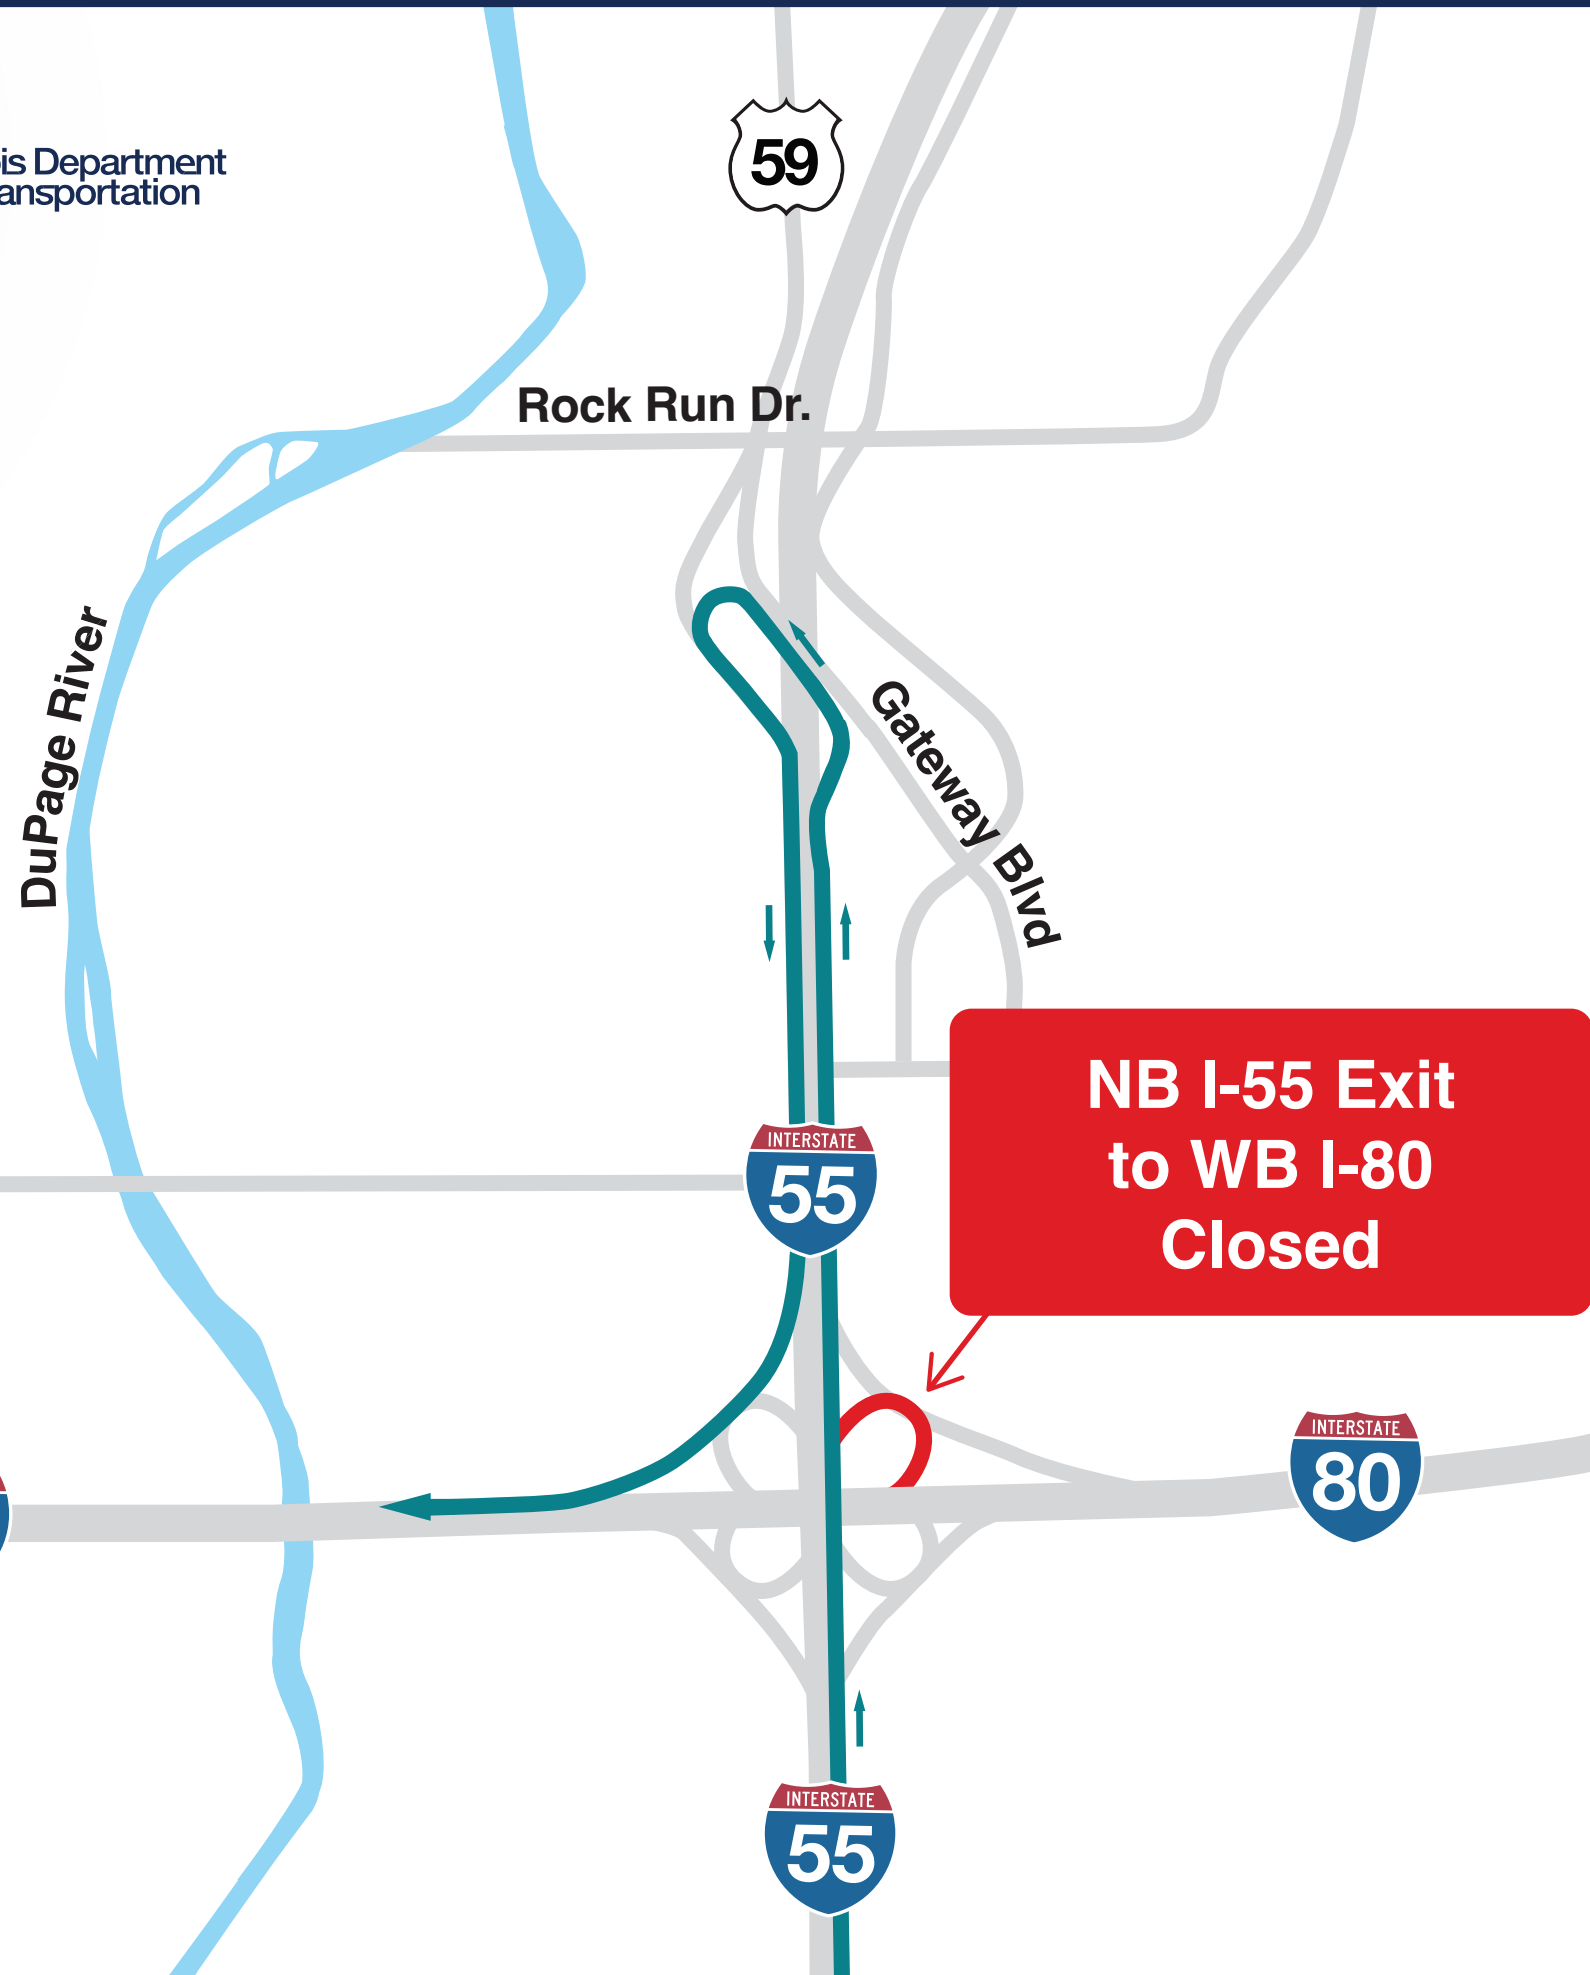 is Department
ansportation
59
Rock Run Dr.
DuPage River
Gateway Blvd
NB I-55 Exit
to WB I-80
Closed
INTERSTATE
55
INTERSTATE
80
INTERSTATE
55